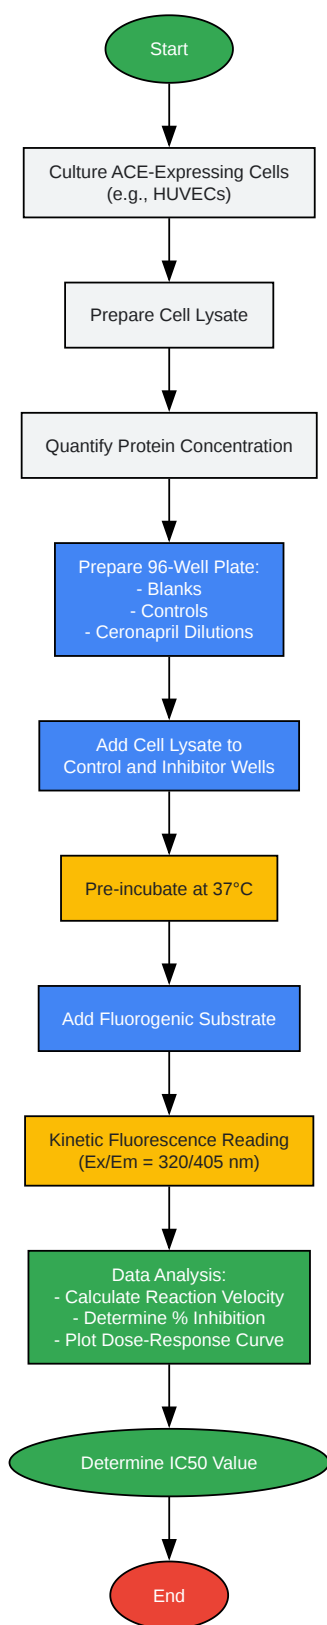 Start
Culture ACE-Expressing Cells
(e.g., HUVECs)
Prepare Cell Lysate
Quantify Protein Concentration
Prepare 96-Well Plate:
- Blanks
- Controls
- Ceronapril Dilutions
Add Cell Lysate to
Control and Inhibitor Wells
Pre-incubate at 37°C
Add Fluorogenic Substrate
Kinetic Fluorescence Reading
(Ex/Em = 320/405 nm)
Data Analysis:
- Calculate Reaction Velocity
- Determine % Inhibition
- Plot Dose-Response Curve
Determine IC50 Value
End